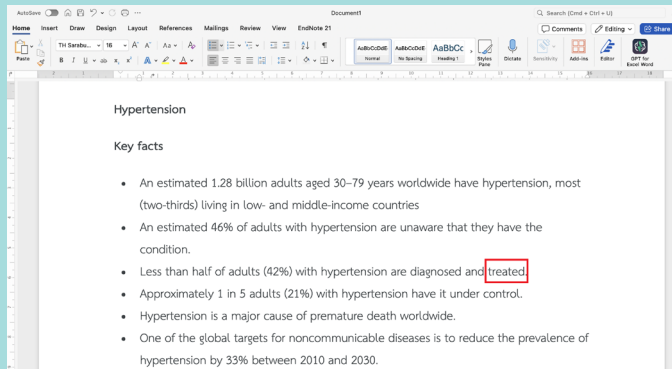 AutoSave
Document1
Search (Cmd + Ctrl + U)
Home Insert Draw Design Layout References Mailings Review View EndNote 21
Comments Editing Share
Paste
TH Sarabu... 16
AaBbCcDdE AaBbCcDdE AaBbCc
Normal No Spacing Heading 1
Styles Pane
Dictate
Sensitivity
Add-ins
Editor
GPT for Excel Word
Hypertension
Key facts
• An estimated 1.28 billion adults aged 30–79 years worldwide have hypertension, most
(two-thirds) living in low- and middle-income countries
• An estimated 46% of adults with hypertension are unaware that they have the
condition.
• Less than half of adults (42%) with hypertension are diagnosed and treated.
• Approximately 1 in 5 adults (21%) with hypertension have it under control.
• Hypertension is a major cause of premature death worldwide.
• One of the global targets for noncommunicable diseases is to reduce the prevalence of
hypertension by 33% between 2010 and 2030.